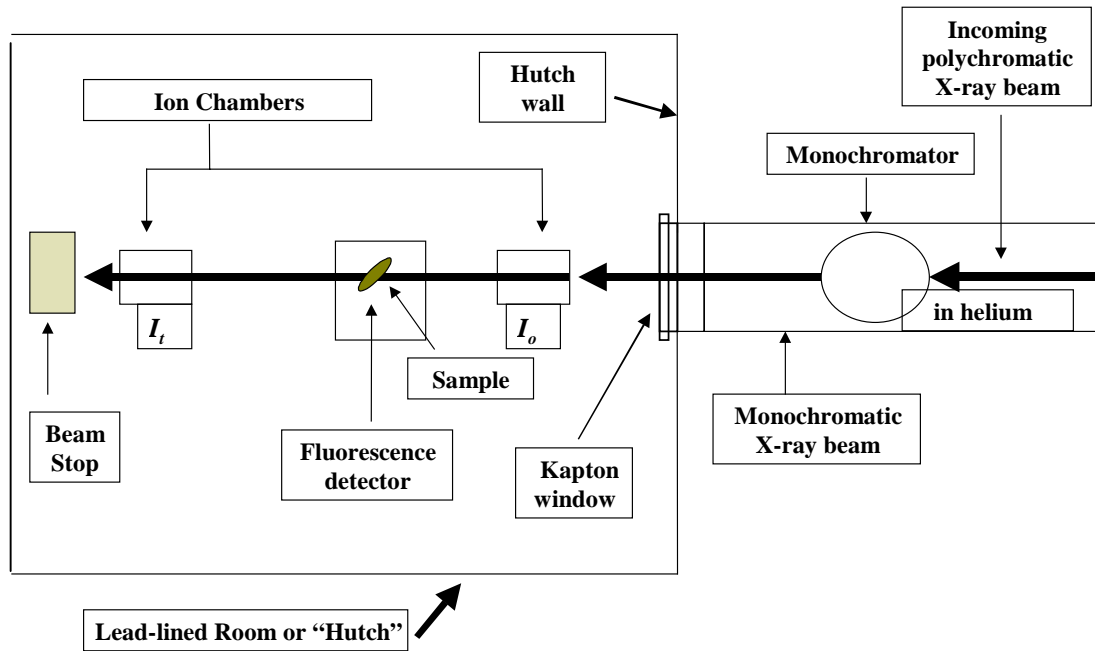 Incoming
polychromatic
X-ray beam
Hutch
wall
Ion Chambers
Monochromator
in helium
I_t
I_o
Sample
Beam
Stop
Fluorescence
detector
Kapton
window
Monochromatic
X-ray beam
Lead-lined Room or “Hutch”